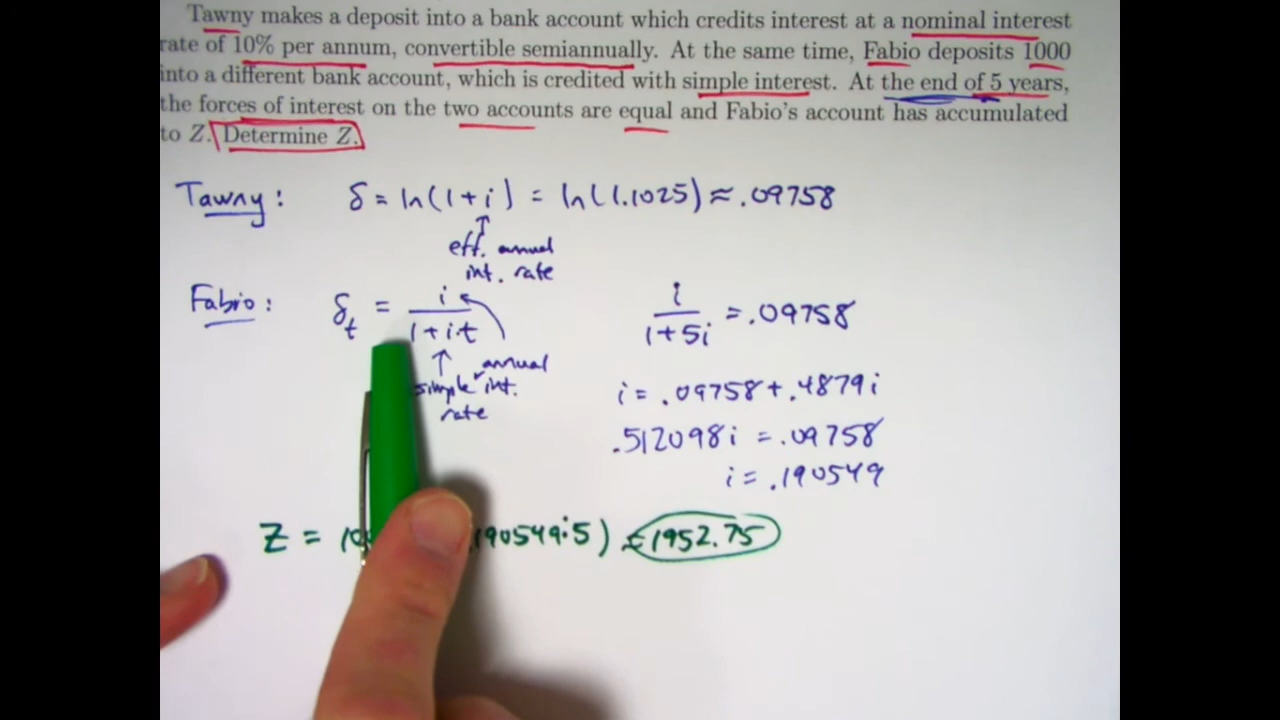 Tawny makes a deposit into a bank account which credits interest at a nominal interest
rate of 10% per annum, convertible semiannually. At the same time, Fabio deposits 1000
into a different bank account, which is credited with simple interest. At the end of 5 years,
the forces of interest on the two accounts are equal and Fabio's account has accumulated
to Z. Determine Z.
Tawny: δ = ln(1+i) = ln(1.1025) ≈ .09758
eff. annual
int. rate
Fabio: δt = i / 1+i·t
i / 1+5i = .09758
simple annual int.
rate
i = .09758 + .4879i
.512098i = .09758
i = .190549
Z = 190549·5) ≈ 1952.75